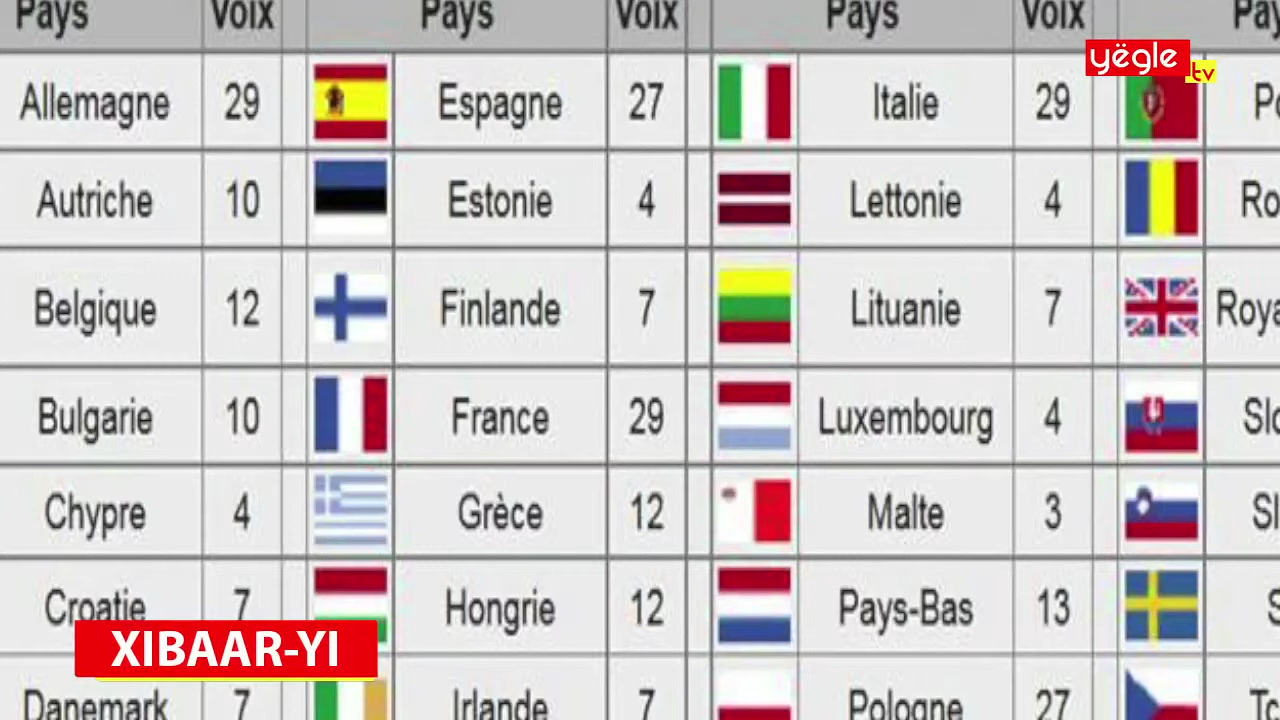 Pays Voix Pays Voix Pays Voix
yëgle
tv
Allemagne 29 Espagne 27 Italie 29
Autriche 10 Estonie 4 Lettonie 4
Belgique 12 Finlande 7 Lituanie 7
Bulgarie 10 France 29 Luxembourg 4
Chypre 4 Grèce 12 Malte 3
Croatie 7 Hongrie 12 Pays-Bas 13
XIBAAR-YI
Danemark 7 Irlande 7 Pologne 27